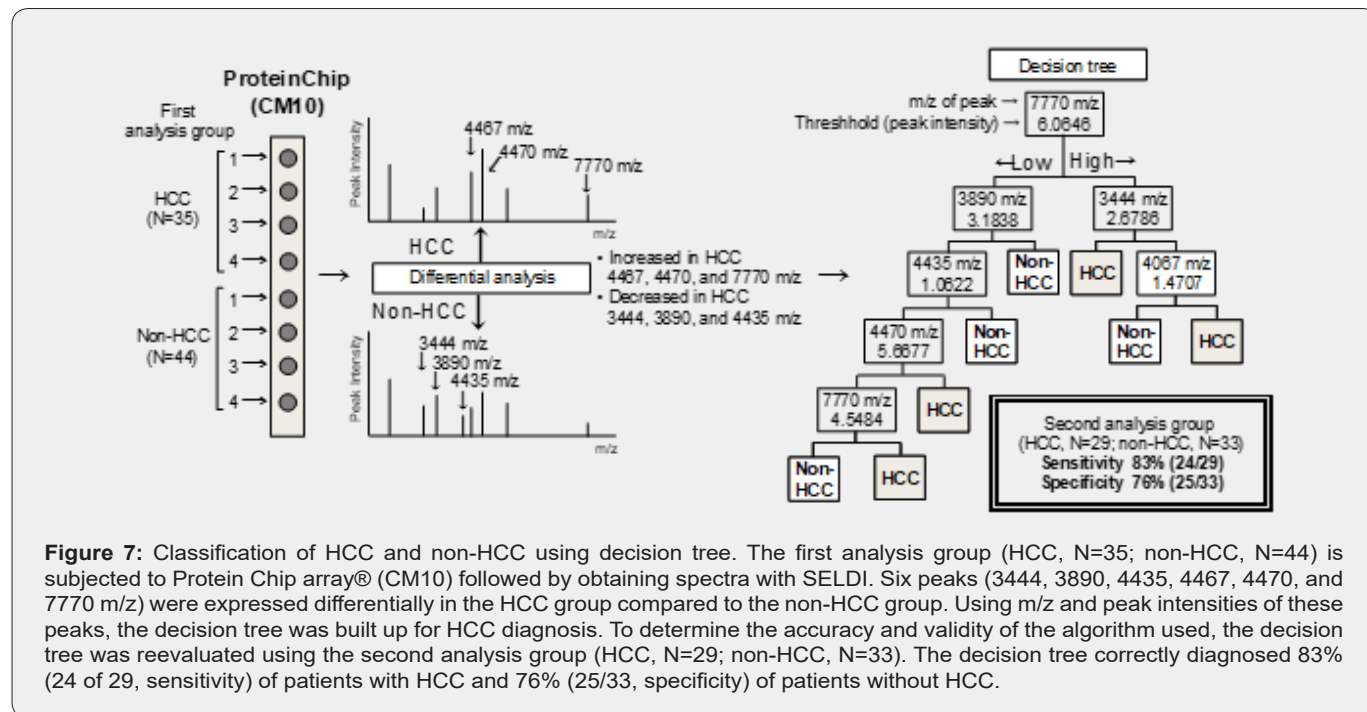 ProteinChip
(CM10)
First
analysis group
HCC
(N=35)
1
2
3
4
Non-HCC
(N=44)
1
2
3
4
Peak Intensity
4467 m/z
4470 m/z
7770 m/z
m/z
HCC
Differential analysis
Non-HCC
Peak Intensity
3444 m/z
3890 m/z
4435 m/z
m/z
• Increased in HCC
4467, 4470, and 7770 m/z
• Decreased in HCC
3444, 3890, and 4435 m/z
Decision tree
m/z of peak →
Threshhold (peak intensity) →
7770 m/z
6.0646
←Low
High→
3890 m/z
3.1838
3444 m/z
2.6786
4435 m/z
1.0622
Non-
HCC
HCC
4067 m/z
1.4707
4470 m/z
5.6677
Non-
HCC
Non-
HCC
HCC
7770 m/z
4.5484
HCC
Non-
HCC
HCC
Second analysis group
(HCC, N=29; non-HCC, N=33)
Sensitivity 83% (24/29)
Specificity 76% (25/33)
Figure 7: Classification of HCC and non-HCC using decision tree. The first analysis group (HCC, N=35; non-HCC, N=44) is
subjected to Protein Chip array® (CM10) followed by obtaining spectra with SELDI. Six peaks (3444, 3890, 4435, 4467, 4470, and
7770 m/z) were expressed differentially in the HCC group compared to the non-HCC group. Using m/z and peak intensities of these
peaks, the decision tree was built up for HCC diagnosis. To determine the accuracy and validity of the algorithm used, the decision
tree was reevaluated using the second analysis group (HCC, N=29; non-HCC, N=33). The decision tree correctly diagnosed 83%
(24 of 29, sensitivity) of patients with HCC and 76% (25/33, specificity) of patients without HCC.